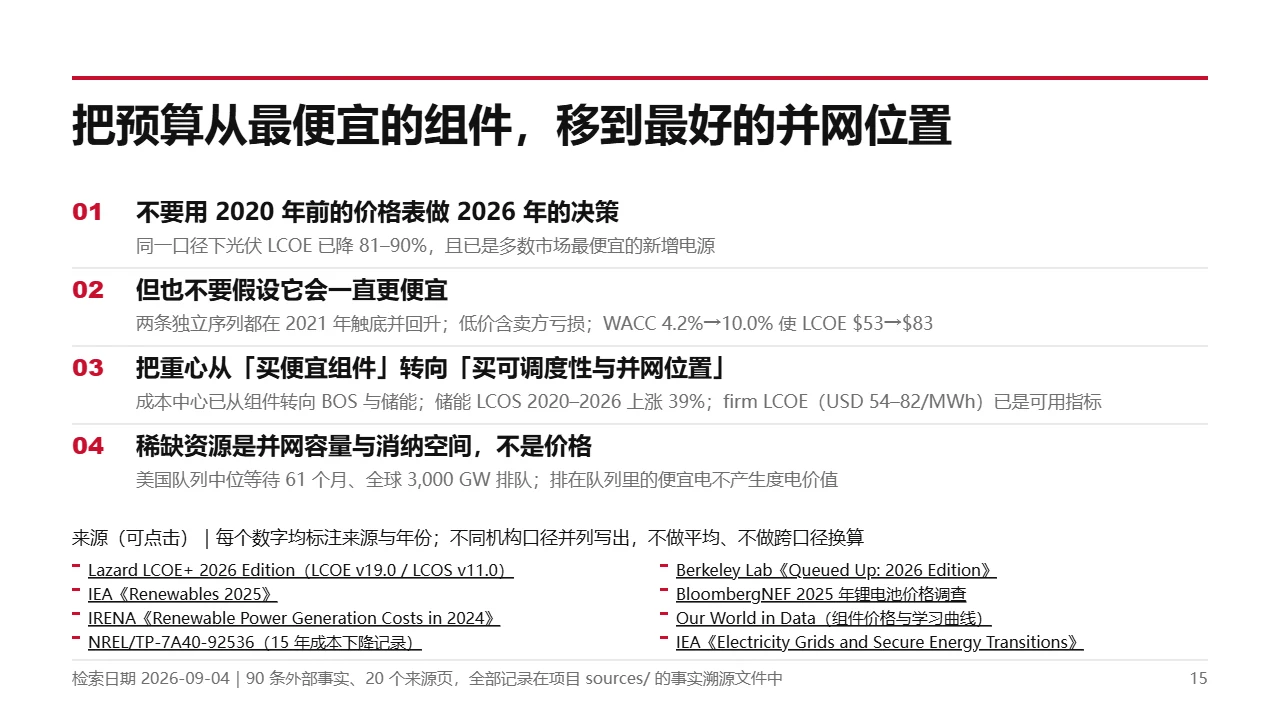 把预算从最便宜的组件，移到最好的并网位置
01 不要用 2020 年前的价格表做 2026 年的决策
同一口径下光伏 LCOE 已降 81–90%，且已是多数市场最便宜的新增电源
02 但也不要假设它会一直更便宜
两条独立序列都在 2021 年触底并回升；低价含卖方亏损；WACC 4.2%→10.0% 使 LCOE $53→$83
03 把重心从「买便宜组件」转向「买可调度性与并网位置」
成本中心已从组件转向 BOS 与储能；储能 LCOS 2020–2026 上涨 39%；firm LCOE（USD 54–82/MWh）已是可用指标
04 稀缺资源是并网容量与消纳空间，不是价格
美国队列中位等待 61 个月、全球 3,000 GW 排队；排在队列里的便宜电不产生度电价值
来源（可点击）｜每个数字均标注来源与年份；不同机构口径并列写出，不做平均、不做跨口径换算
Lazard LCOE+ 2026 Edition（LCOE v19.0 / LCOS v11.0）
IEA《Renewables 2025》
IRENA《Renewable Power Generation Costs in 2024》
NREL/TP-7A40-92536（15 年成本下降记录）
Berkeley Lab《Queued Up: 2026 Edition》
BloombergNEF 2025 年锂电池价格调查
Our World in Data（组件价格与学习曲线）
IEA《Electricity Grids and Secure Energy Transitions》
检索日期 2026-09-04｜90 条外部事实、20 个来源页，全部记录在项目 sources/ 的事实溯源文件中
15